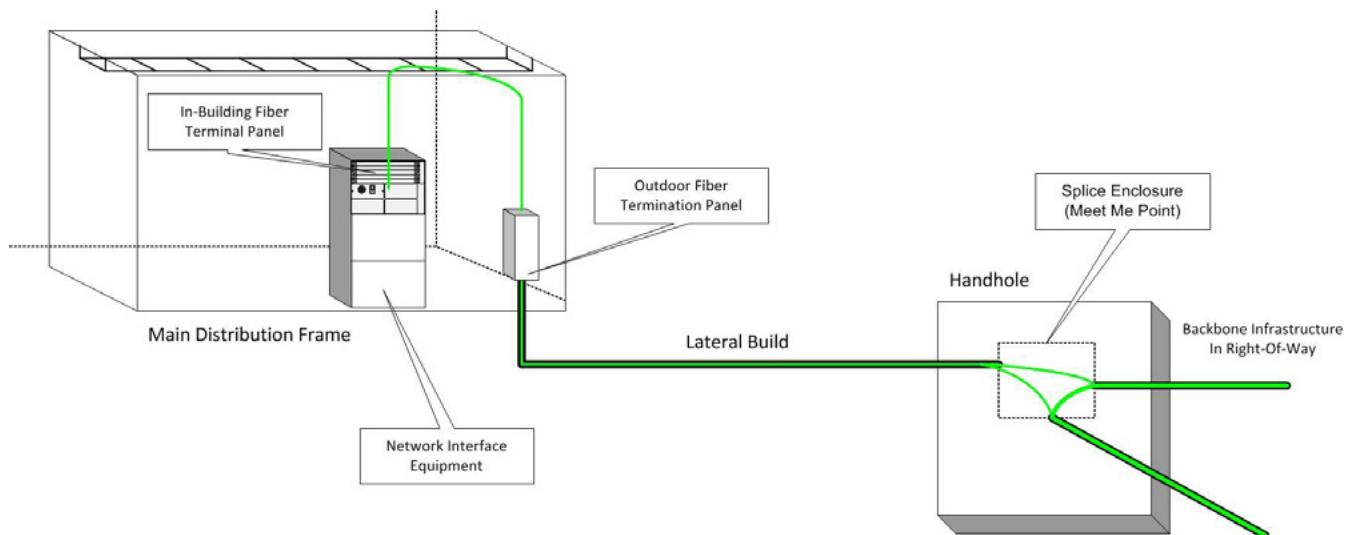 In-Building Fiber
Terminal Panel
Outdoor Fiber
Termination Panel
Splice Enclosure
(Meet Me Point)
Handhole
Backbone Infrastructure
In Right-Of-Way
Main Distribution Frame
Lateral Build
Network Interface
Equipment